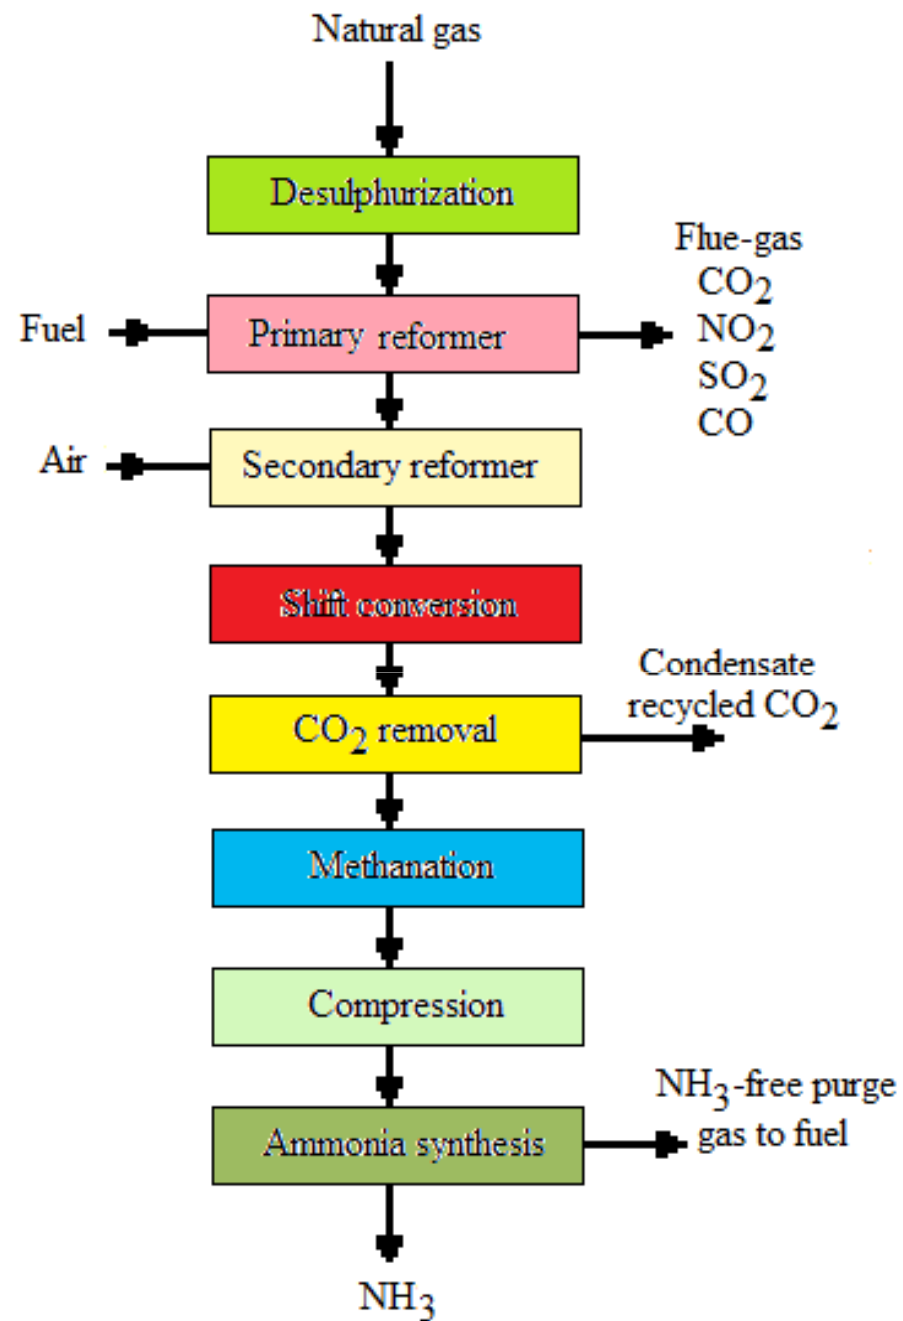 Natural gas
Desulphurization
Flue-gas
CO₂
Fuel
Primary reformer
NO₂
SO₂
CO
Air
Secondary reformer
Shift conversion
Condensate
recycled CO₂
CO₂ removal
Methanation
Compression
NH₃-free purge
gas to fuel
Ammonia synthesis
NH₃